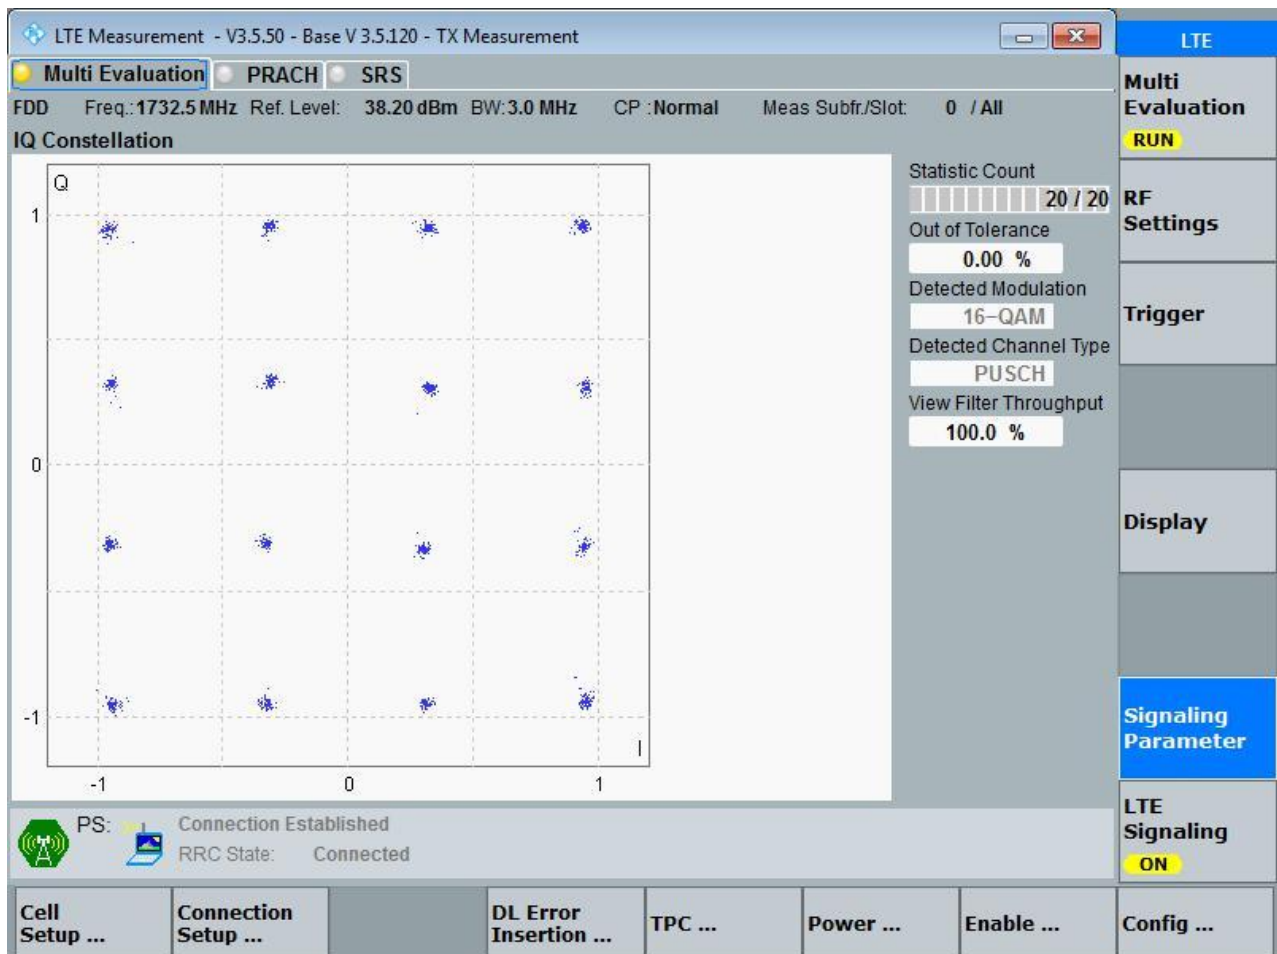 LTE Measurement - V3.5.50 - Base V 3.5.120 - TX Measurement
LTE
Multi Evaluation PRACH SRS
FDD Freq.: 1732.5 MHz Ref. Level: 38.20 dBm BW: 3.0 MHz CP : Normal Meas Subfr./Slot: 0 / All
IQ Constellation
Q
1
0
-1
-1 0 1
I
Statistic Count
20 / 20
Out of Tolerance
0.00 %
Detected Modulation
16-QAM
Detected Channel Type
PUSCH
View Filter Throughput
100.0 %
Multi
Evaluation
RUN
RF
Settings
Trigger
Display
Signaling
Parameter
LTE
Signaling
ON
PS: Connection Established
RRC State: Connected
Cell
Setup ...
Connection
Setup ...
DL Error
Insertion ...
TPC ...
Power ...
Enable ...
Config ...